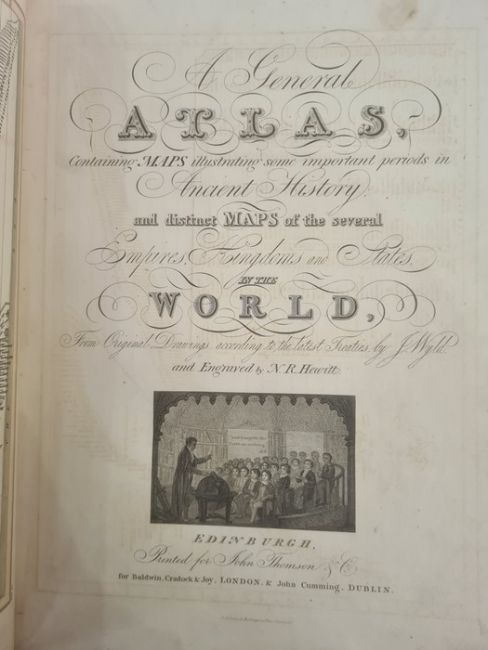 A General
ATLAS,
Containing MAPS illustrating some important periods in
Ancient History,
and distinct MAPS of the several
Empires, Kingdoms and States,
IN THE
WORLD,
From Original Drawings according to the latest Treaties, by J. Wyld.
and Engraved by N.R. Hewitt.
EDINBURGH,
Printed for John Thomson & Co.
for Baldwin, Cradock & Joy, LONDON, & John Cumming, DUBLIN.